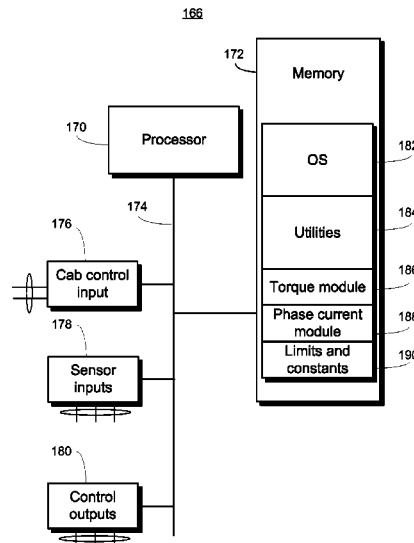 166
172
Memory
170
Processor
182
OS
174
184
Utilities
176
Cab control
input
186
Torque module
188
Phase current
module
178
190
Limits and
constants
Sensor
inputs
180
Control
outputs